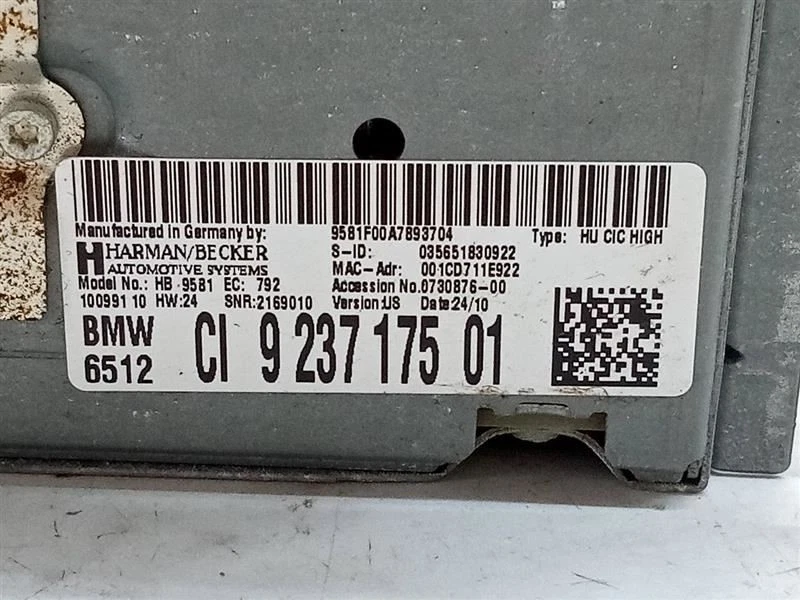 Manufactured in Germany by: 9581F00A7893704 Type: HU CIC HIGH
HARMAN/BECKER S-ID: 035651830922
AUTOMOTIVE SYSTEMS MAC-Adr: 001CD711E922
Model No.: HB 9581 EC: 792 Accession No.:0730876-00
10099110 HW:24 SNR:2169010 Version:US Date:24/10
BMW CI 9 237 175 01
6512